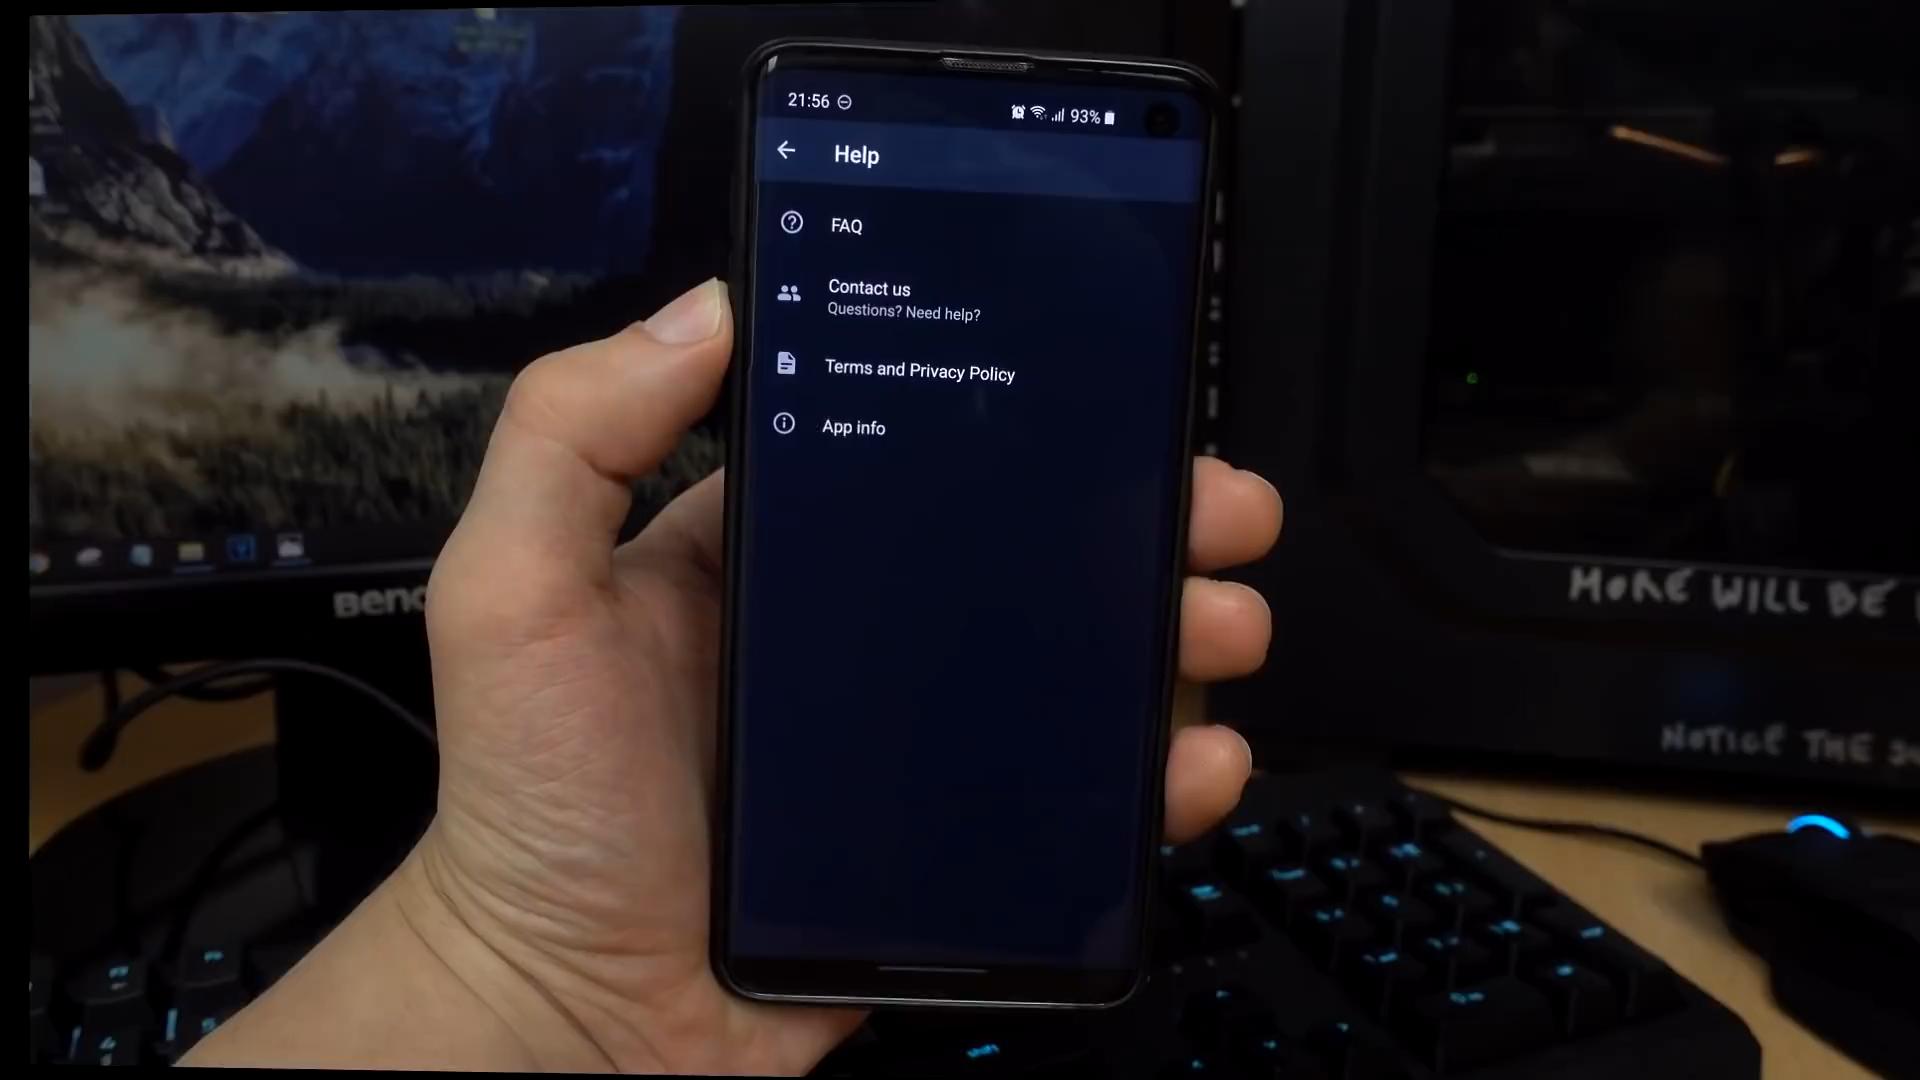 21:56
93%
Help
FAQ
Contact us
Questions? Need help?
Terms and Privacy Policy
App info
BenQ
MORE WILL BE
NOTICE THE
shift